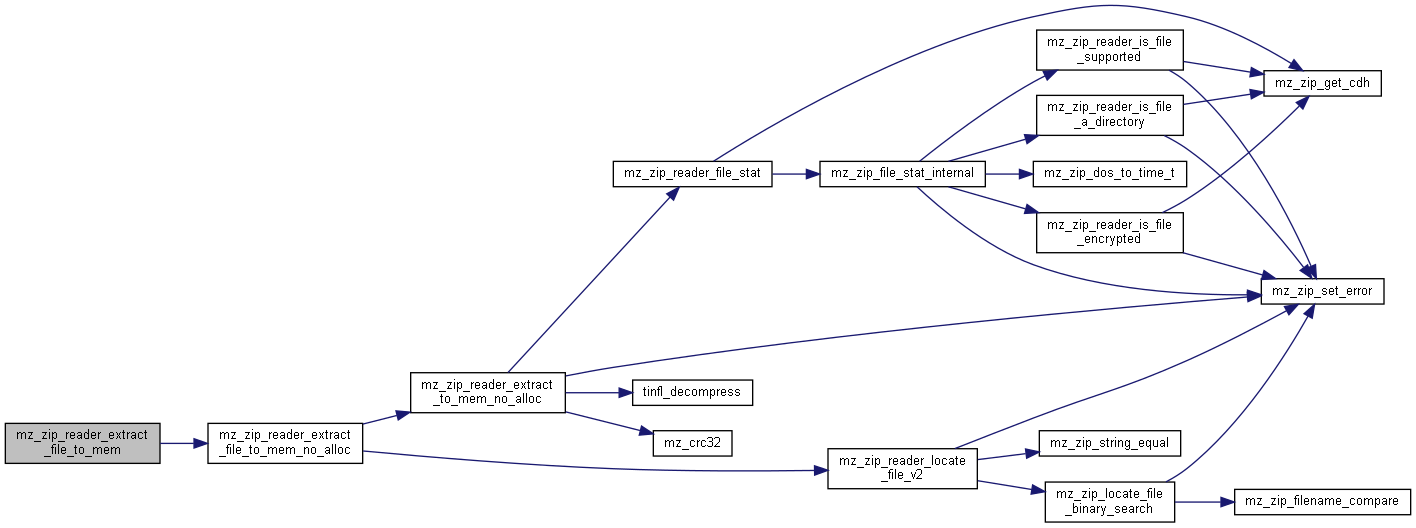 mz_zip_reader_is_file
_supported
mz_zip_get_cdh
mz_zip_reader_is_file
_a_directory
mz_zip_reader_file_stat
mz_zip_file_stat_internal
mz_zip_dos_to_time_t
mz_zip_reader_is_file
_encrypted
mz_zip_set_error
mz_zip_reader_extract
_to_mem_no_alloc
tinfl_decompress
mz_zip_reader_extract
_file_to_mem
mz_zip_reader_extract
_file_to_mem_no_alloc
mz_crc32
mz_zip_string_equal
mz_zip_reader_locate
_file_v2
mz_zip_locate_file
_binary_search
mz_zip_filename_compare